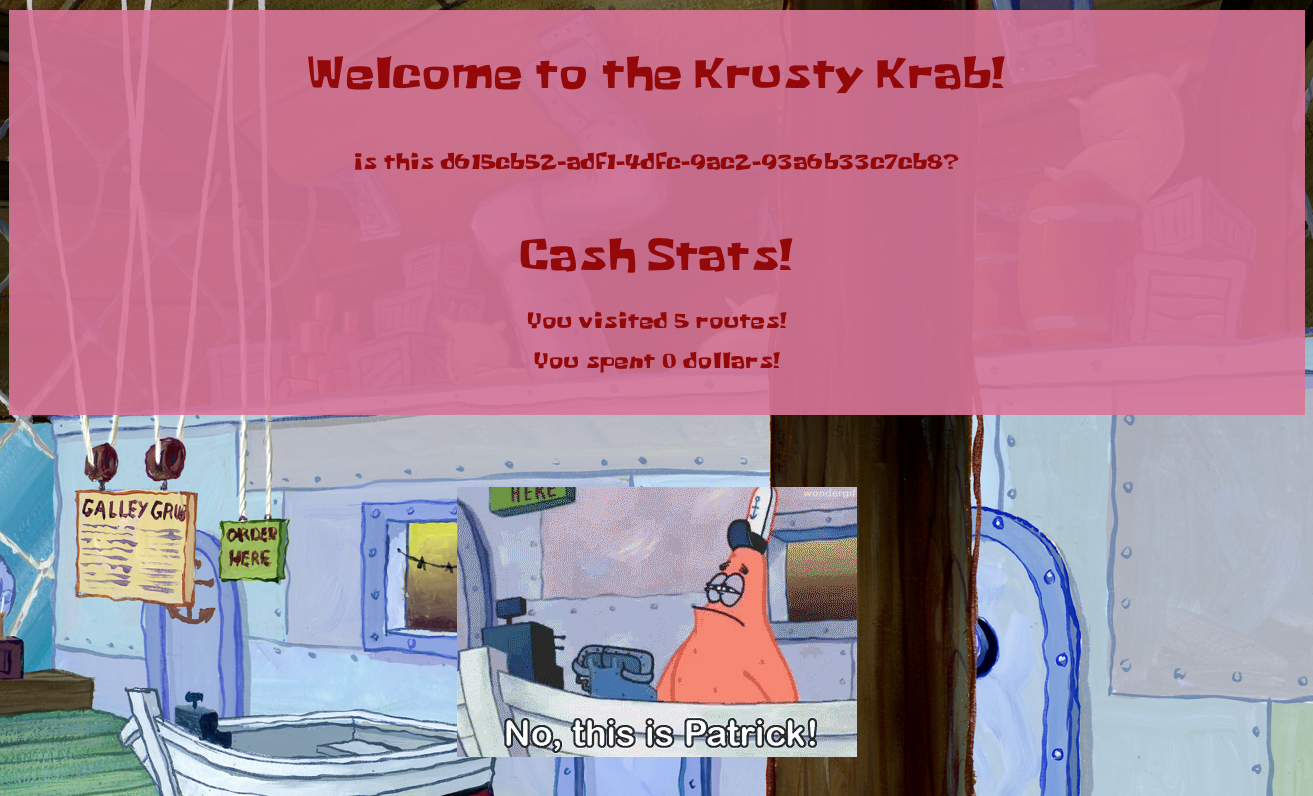 Welcome to the Krusty Krab!
is this d615cb52-adf1-4dfc-9ac2-93a6b33c7cb8?
Cash Stats!
You visited 5 routes!
You spent 0 dollars!
GALLEY GRUB
ORDER
HERE
HERE
No, this is Patrick!